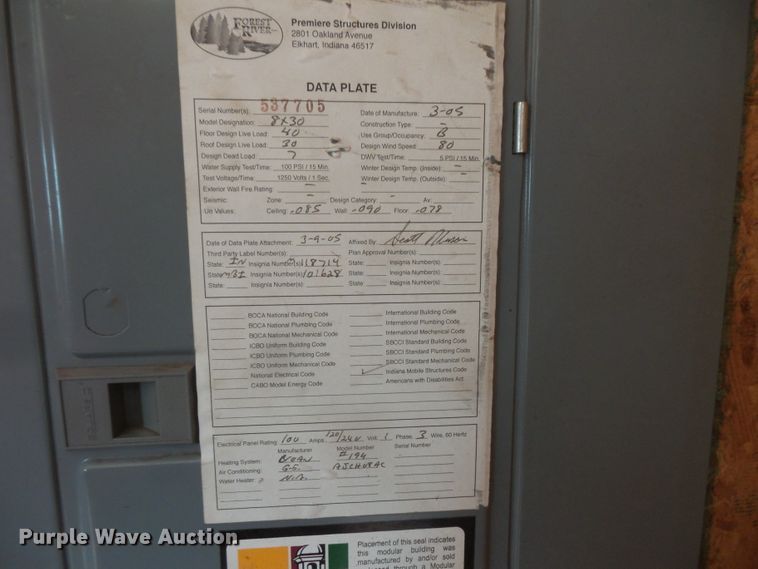 FOREST RIVER
Premiere Structures Division
2801 Oakland Avenue
Elkhart, Indiana 46517
DATA PLATE
Serial Number(s): 537705 Date of Manufacture: 3-05
Model Designation: 8X30 Construction Type: -
Floor Design Live Load: 40 Use Group/Occupancy: B
Roof Design Live Load: 30 Design Wind Speed: 80
Design Dead Load: 7 DWV Test/Time: 5 PSI / 15 Min.
Water Supply Test/Time: 100 PSI / 15 Min. Winter Design Temp. (Inside): -
Test Voltage/Time: 1250 Volts / 1 Sec. Winter Design Temp. (Outside): -
Exterior Wall Fire Rating: -
Seismic: Zone: - Design Category: - Av:
Uo Values: Ceiling .085 Wall .090 Floor .078
Date of Data Plate Attachment: 3-9-05 Affixed By: Scott
Third Party Label Number(s): Plan Approval Number(s):
State: IN Insignia Number(s) 118714 State: Insignia Number(s):
State: MBI Insignia Number(s) 101628 State: Insignia Number(s):
State: Insignia Number(s): State: Insignia Number(s):
BOCA National Building Code International Building Code
BOCA National Plumbing Code International Plumbing Code
BOCA National Mechanical Code International Mechanical Code
ICBO Uniform Building Code SBCCI Standard Building Code
ICBO Uniform Plumbing Code SBCCI Standard Plumbing Code
ICBO Uniform Mechanical Code SBCCI Standard Mechanical Code
National Electrical Code Indiana Mobile Structures Code
CABO Model Energy Code Americans with Disabilities Act
Electrical Panel Rating: 100 Amps 120/240 Volt 1 Phase, 3 Wire, 60 Hertz
Manufacturer Model Number Serial Number
Heating System: #194
Air Conditioning: G.E.
Water Heater: N.A.
Purple Wave Auction.
Placement of this seal indicates
this modular building was
manufactured by and/or sold
through a Modular